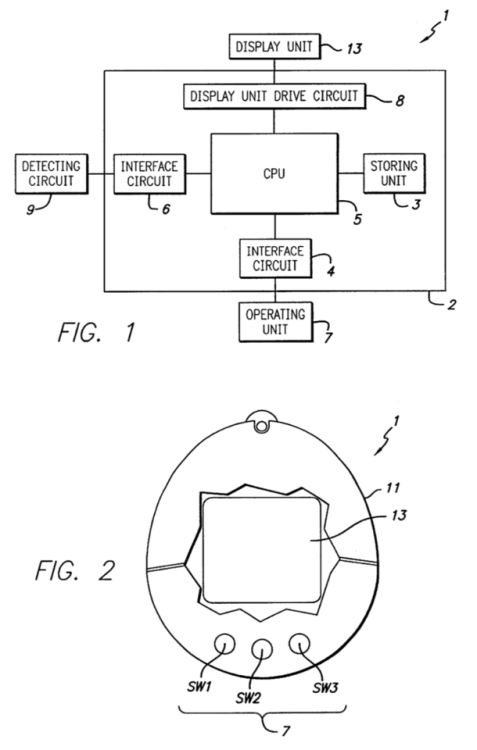 1
DISPLAY UNIT
13
DISPLAY UNIT DRIVE CIRCUIT
8
DETECTING
CIRCUIT
9
INTERFACE
CIRCUIT
6
CPU
5
STORING
UNIT
3
INTERFACE
CIRCUIT
4
2
OPERATING
UNIT
7
FIG. 1
1
11
13
FIG. 2
SW1
SW2
SW3
7